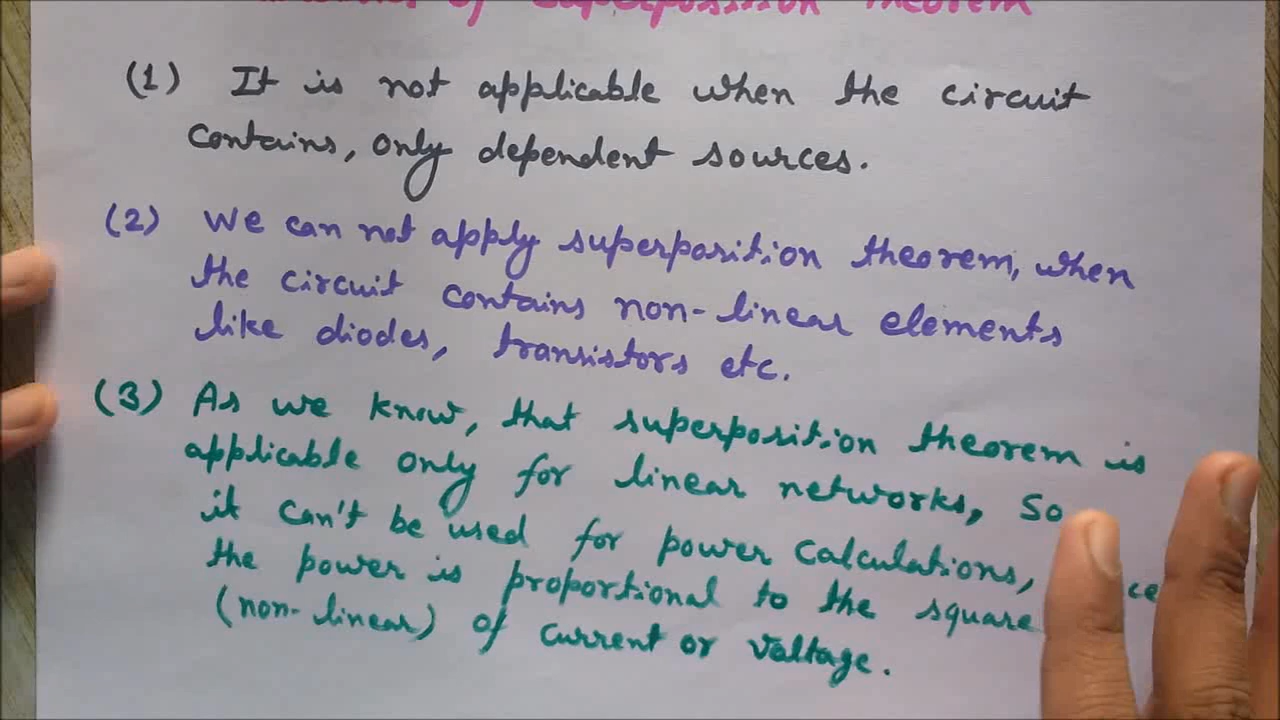 of Superposition Theorem
(1) It is not applicable when the circuit
contains, only dependent sources.
(2) We can not apply superposition theorem, when
the circuit contains non-linear elements
like diodes, transistors etc.
(3) As we know, that superposition theorem is
applicable only for linear networks, So
it can't be used for power calculations,
the power is proportional to the square
(non-linear) of current or voltage.